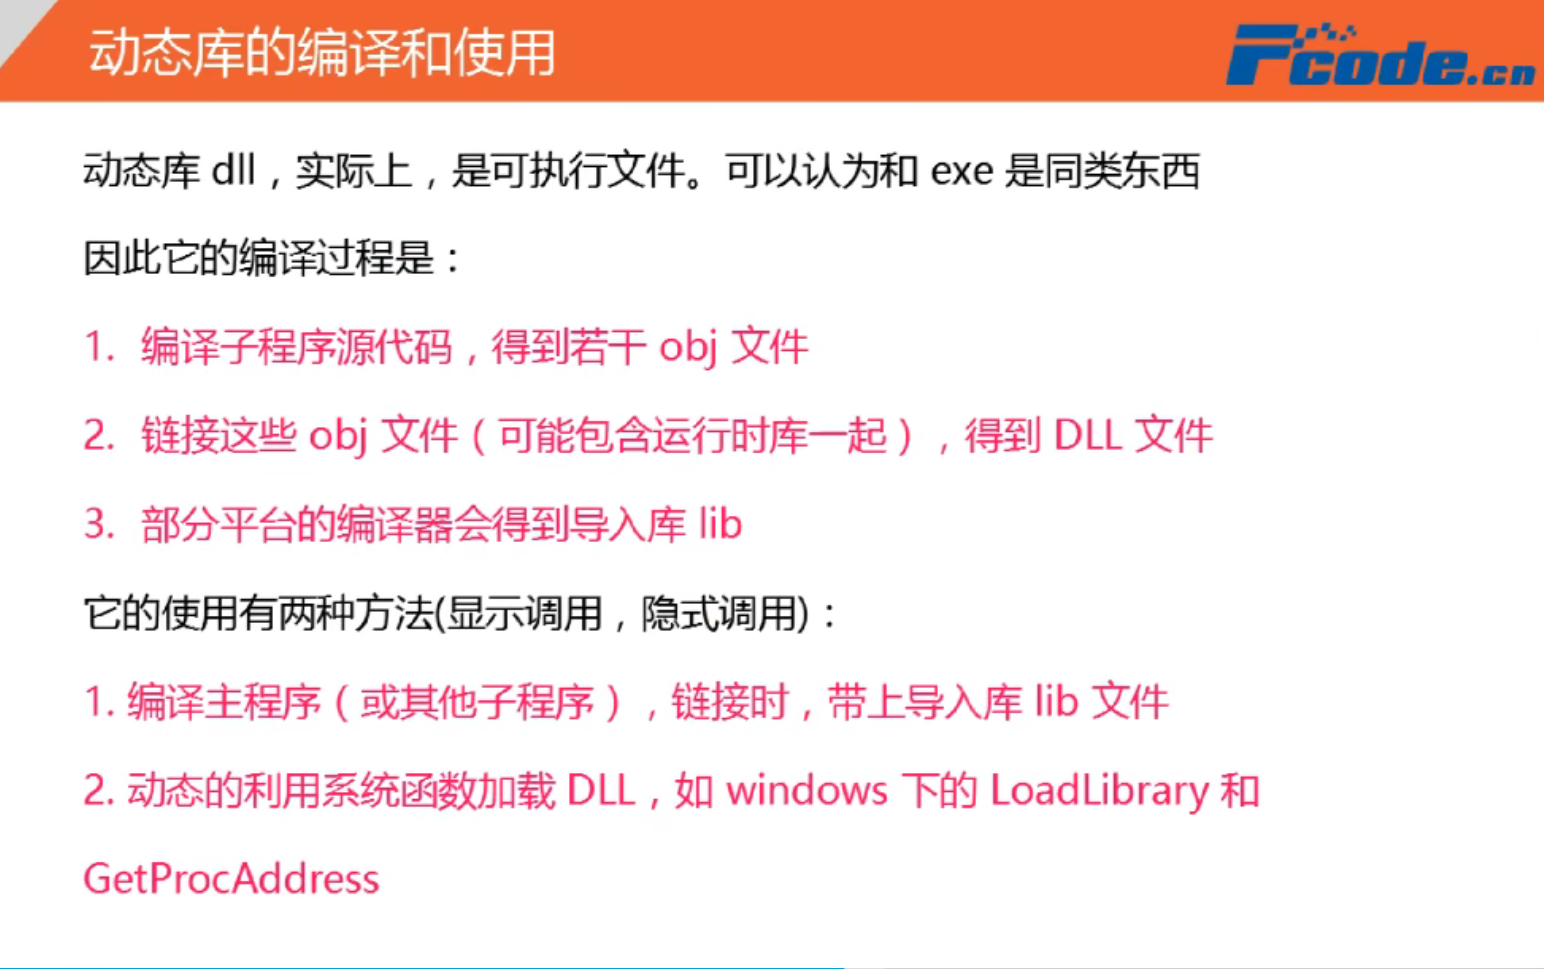 动态库的编译和使用
Fcode.cn
动态库 dll，实际上，是可执行文件。可以认为和 exe 是同类东西
因此它的编译过程是：
1. 编译子程序源代码，得到若干 obj 文件
2. 链接这些 obj 文件（可能包含运行时库一起），得到 DLL 文件
3. 部分平台的编译器会得到导入库 lib
它的使用有两种方法(显示调用，隐式调用)：
1. 编译主程序（或其他子程序），链接时，带上导入库 lib 文件
2. 动态的利用系统函数加载 DLL，如 windows 下的 LoadLibrary 和
GetProcAddress